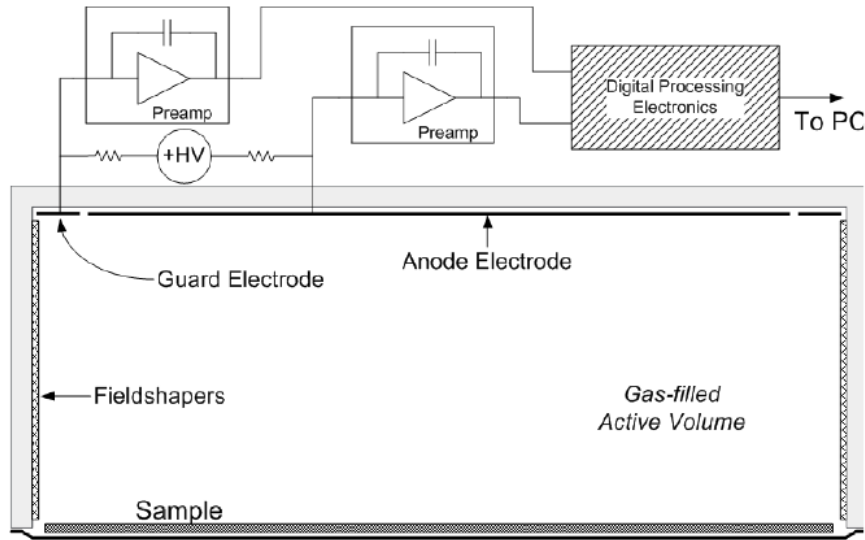 Preamp
+HV
Preamp
Digital Processing
Electronics
To PC
Guard Electrode
Anode Electrode
Fieldshapers
Gas-filled
Active Volume
Sample